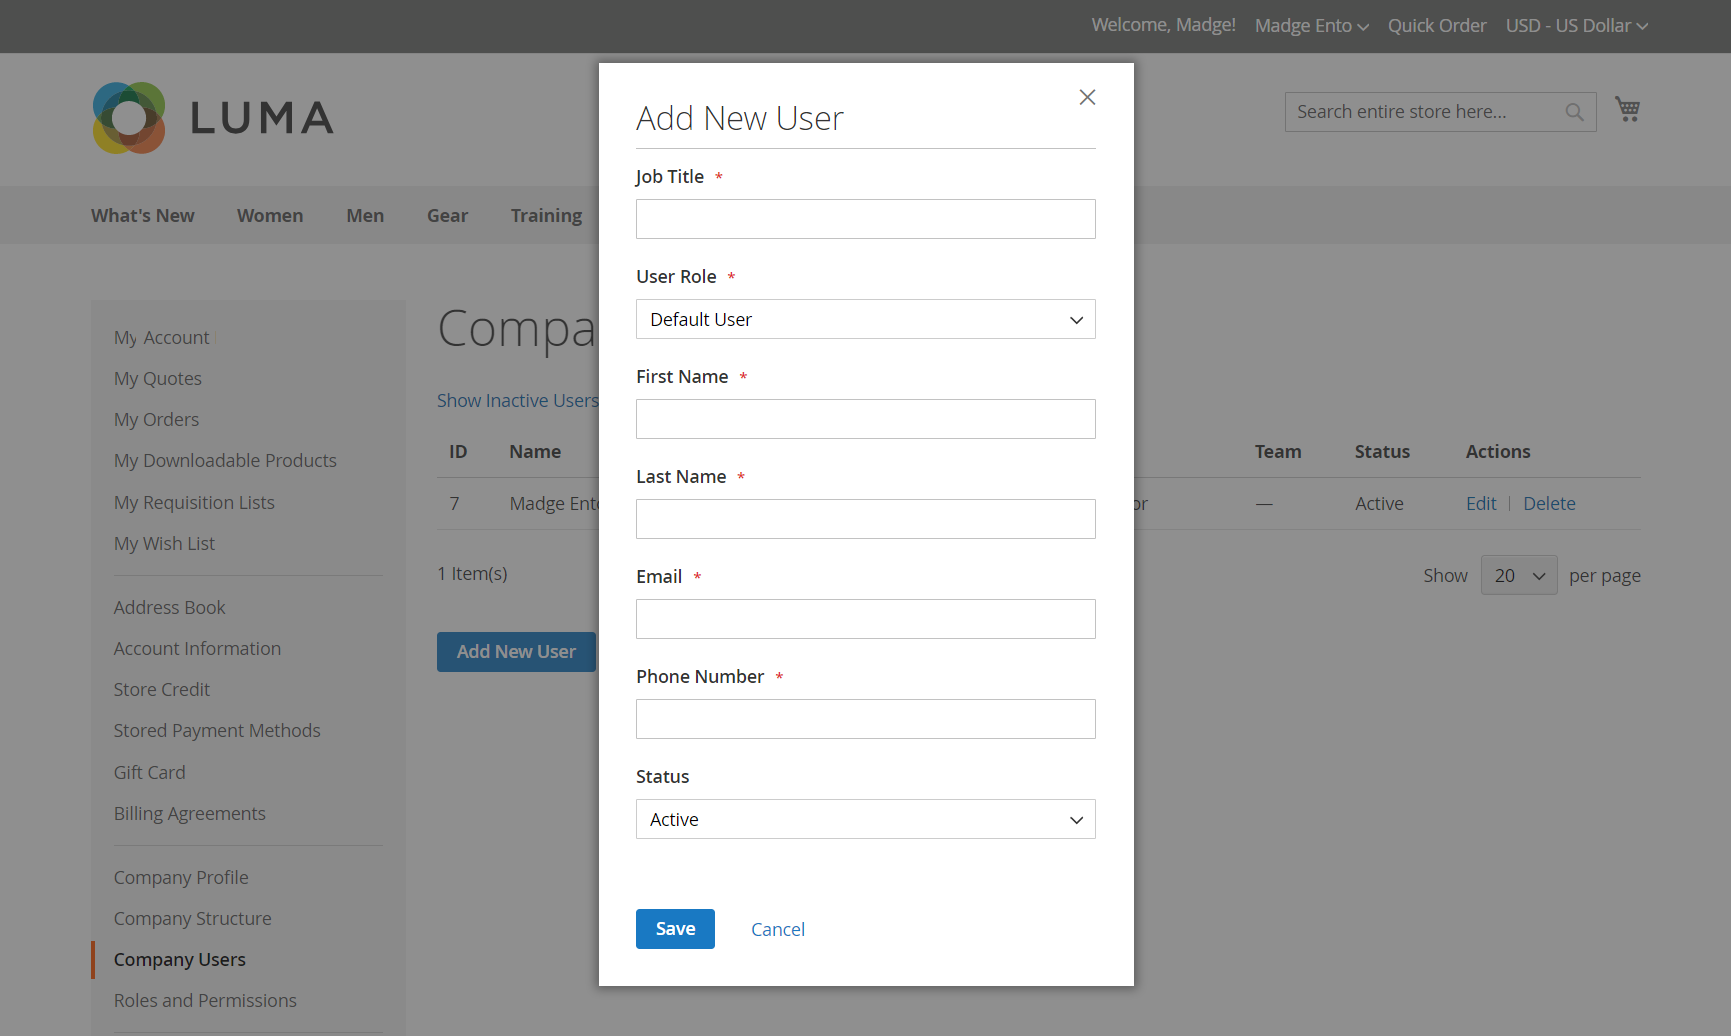 Welcome, Madge! Madge Ento Quick Order USD - US Dollar
LUMA
Search entire store here...
What's New Women Men Gear Training
My Account
My Quotes
My Orders
My Downloadable Products
My Requisition Lists
My Wish List
Address Book
Account Information
Store Credit
Stored Payment Methods
Gift Card
Billing Agreements
Company Profile
Company Structure
Company Users
Roles and Permissions
Show Inactive Users
ID Name Team Status Actions
7 Madge — Active Edit Delete
1 Item(s)
Show 20 per page
Add New User
Add New User
Job Title *
User Role *
Default User
First Name *
Last Name *
Email *
Phone Number *
Status
Active
Save Cancel